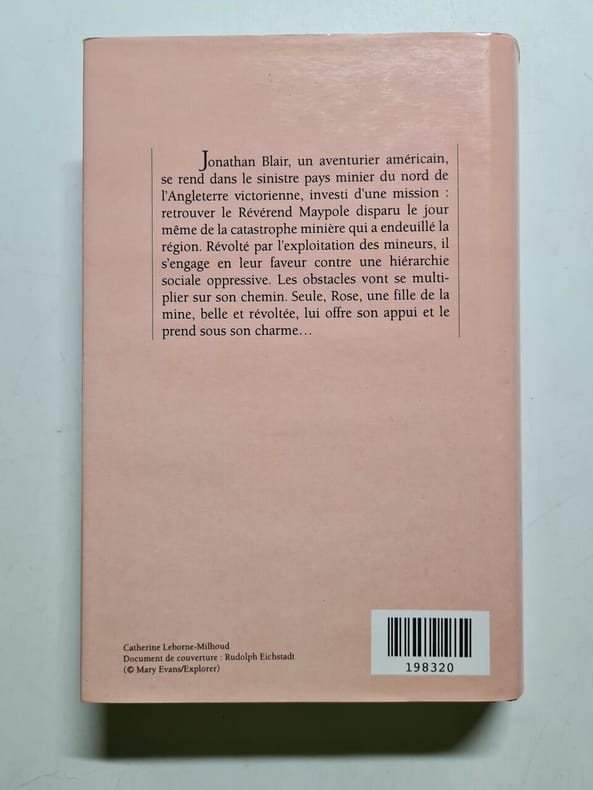 Jonathan Blair, un aventurier américain,
se rend dans le sinistre pays minier du nord de
l'Angleterre victorienne, investi d'une mission :
retrouver le Révérend Maypole disparu le jour
même de la catastrophe minière qui a endeuillé la
région. Révolté par l'exploitation des mineurs, il
s'engage en leur faveur contre une hiérarchie
sociale oppressive. Les obstacles vont se multi-
plier sur son chemin. Seule, Rose, une fille de la
mine, belle et révoltée, lui offre son appui et le
prend sous son charme...
Catherine Leborne-Milhoud
Document de couverture : Rudolph Eichstadt
(© Mary Evans/Explorer)
198320